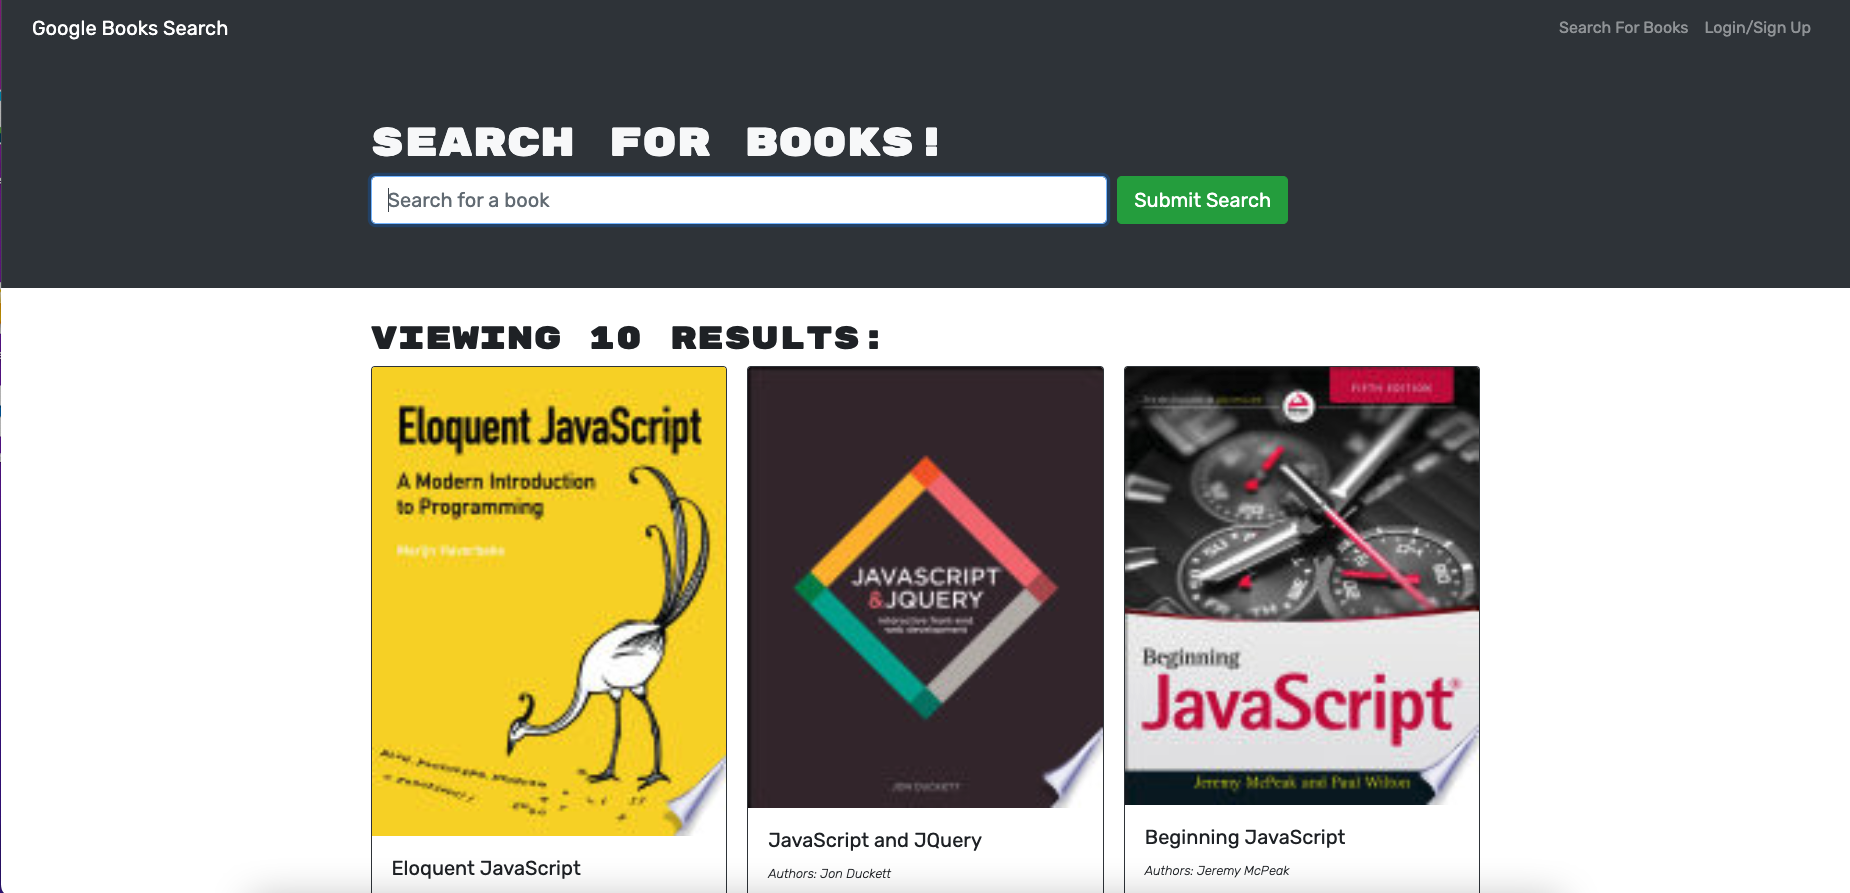 Google Books Search
Search For Books
Login/Sign Up
SEARCH FOR BOOKS!
Search for a book
Submit Search
VIEWING 10 RESULTS:
Eloquent JavaScript
A Modern Introduction
to Programming
Marijn Haverbeke
Eloquent JavaScript
JAVASCRIPT
&JQUERY
interactive front-end
web development
JON DUCKETT
JavaScript and JQuery
Authors: Jon Duckett
FIFTH EDITION
Beginning
JavaScript®
Jeremy McPeak and Paul Wilton
Beginning JavaScript
Authors: Jeremy McPeak